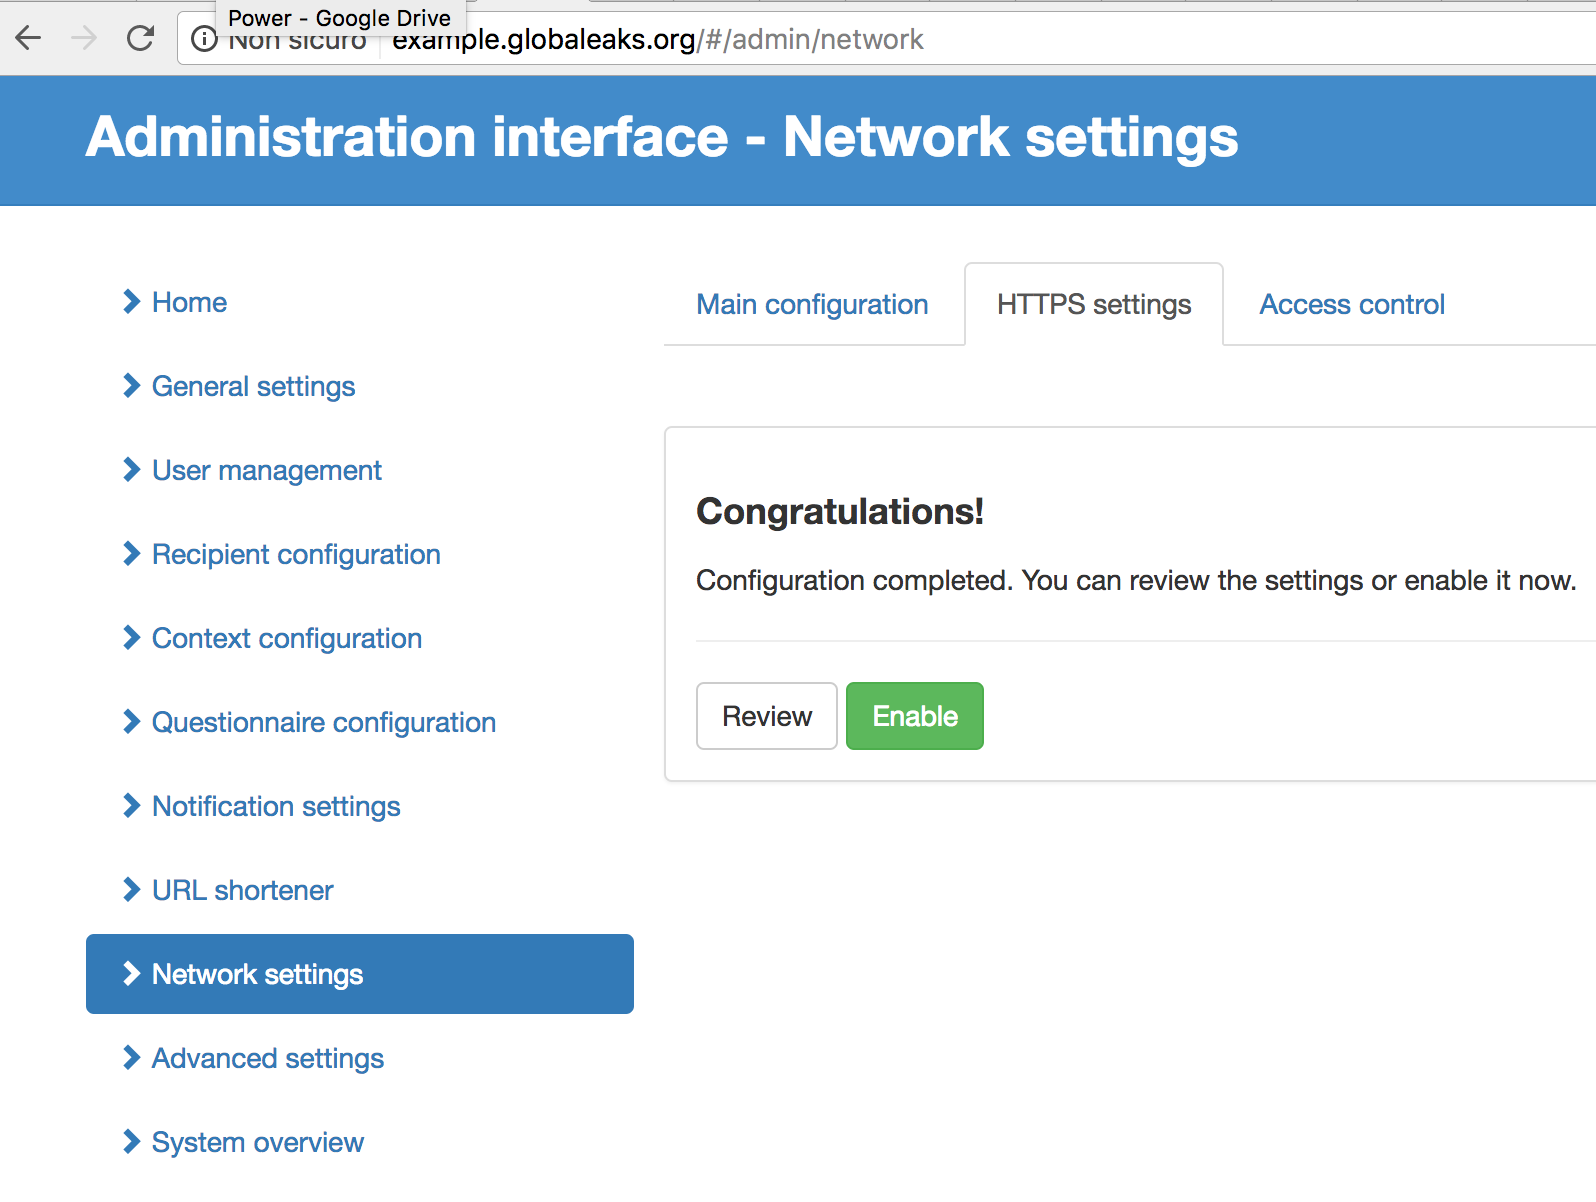 Power - Google Drive
Non sicuro example.globaleaks.org/#/admin/network
Administration interface - Network settings
Home
General settings
User management
Recipient configuration
Context configuration
Questionnaire configuration
Notification settings
URL shortener
Network settings
Advanced settings
System overview
Main configuration HTTPS settings Access control
Congratulations!
Configuration completed. You can review the settings or enable it now.
Review Enable